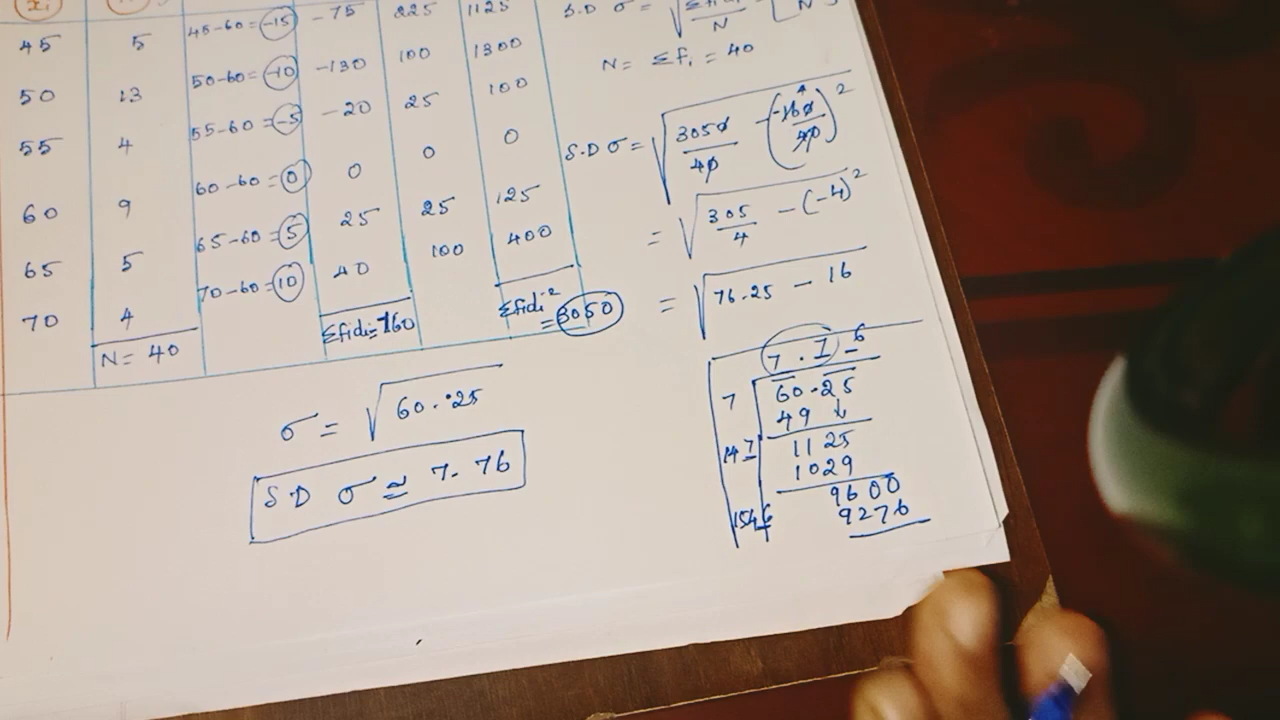 xᵢ
45 5 45-60= -15 -75 225 1125
50 13 50-60= -10 -130 100 1300
55 4 55-60= -5 -20 25 100
60 9 60-60= 0 0 0 0
65 5 65-60= 5 25 25 125
70 4 70-60= 10 40 100 400
N = 40 Σfidi=-160 Σfidi² =3050
S.D σ = √ N
N = Σfᵢ = 40
S.D σ = √ 3050/40 - (-160/40)²
= √ 305/4 - (-4)²
= √ 76.25 - 16
7 . 7 6
7 60.25
49 ↓
147 1125
1029
1546 9600
9276
σ = √ 60.25
S D σ ≃ 7.76